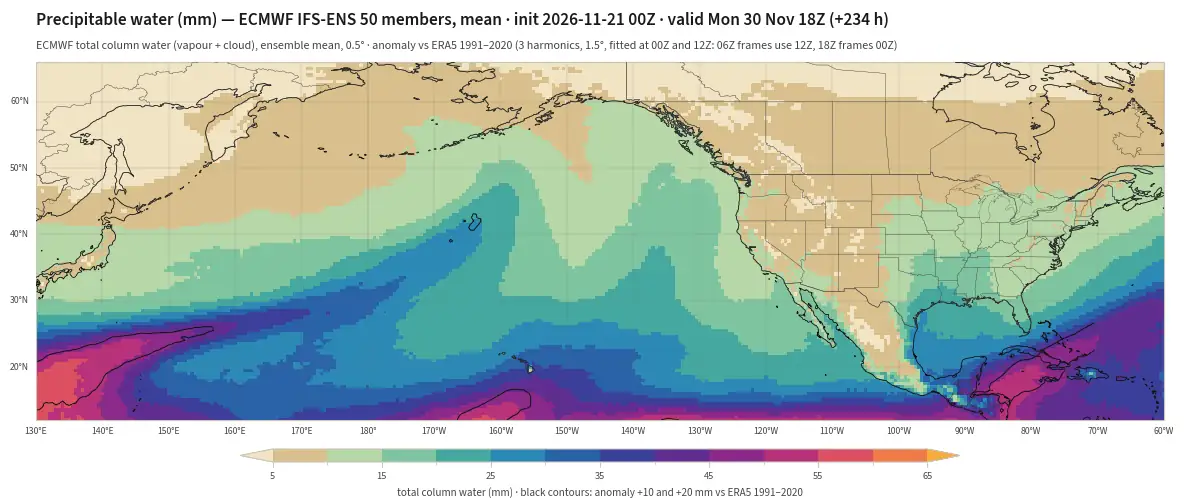 Precipitable water (mm) — ECMWF IFS-ENS 50 members, mean · init 2026-11-21 00Z · valid Mon 30 Nov 18Z (+234 h)
ECMWF total column water (vapour + cloud), ensemble mean, 0.5° · anomaly vs ERA5 1991–2020 (3 harmonics, 1.5°, fitted at 00Z and 12Z: 06Z frames use 12Z, 18Z frames 00Z)
60°N
50°N
40°N
30°N
20°N
130°E 140°E 150°E 160°E 170°E 180° 170°W 160°W 150°W 140°W 130°W 120°W 110°W 100°W 90°W 80°W 70°W 60°W
5 15 25 35 45 55 65
total column water (mm) · black contours: anomaly +10 and +20 mm vs ERA5 1991–2020